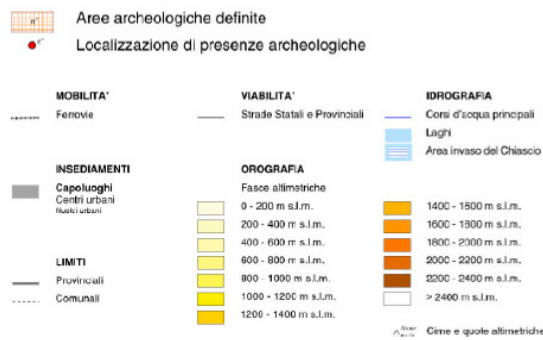 Aree archeologiche definite
Localizzazione di presenze archeologiche
MOBILITA'
Ferrovie
VIABILITA'
Strade Statali e Provinciali
IDROGRAFIA
Corsi d'acqua principali
Laghi
Area invaso del Chiascio
INSEDIAMENTI
Capoluoghi
Centri urbani
Nuclei urbani
LIMITI
Provinciali
Comunali
OROGRAFIA
Fasce altimetriche
0 - 200 m s.l.m.
200 - 400 m s.l.m.
400 - 600 m s.l.m.
600 - 800 m s.l.m.
800 - 1000 m s.l.m.
1000 - 1200 m s.l.m.
1200 - 1400 m s.l.m.
1400 - 1600 m s.l.m.
1600 - 1800 m s.l.m.
1800 - 2000 m s.l.m.
2000 - 2200 m s.l.m.
2200 - 2400 m s.l.m.
> 2400 m s.l.m.
Cime e quote altimetriche